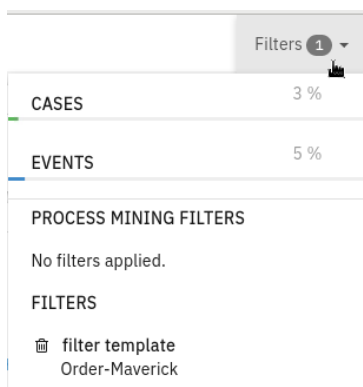 Filters 1
CASES 3 %
EVENTS 5 %
PROCESS MINING FILTERS
No filters applied.
FILTERS
filter template
Order-Maverick